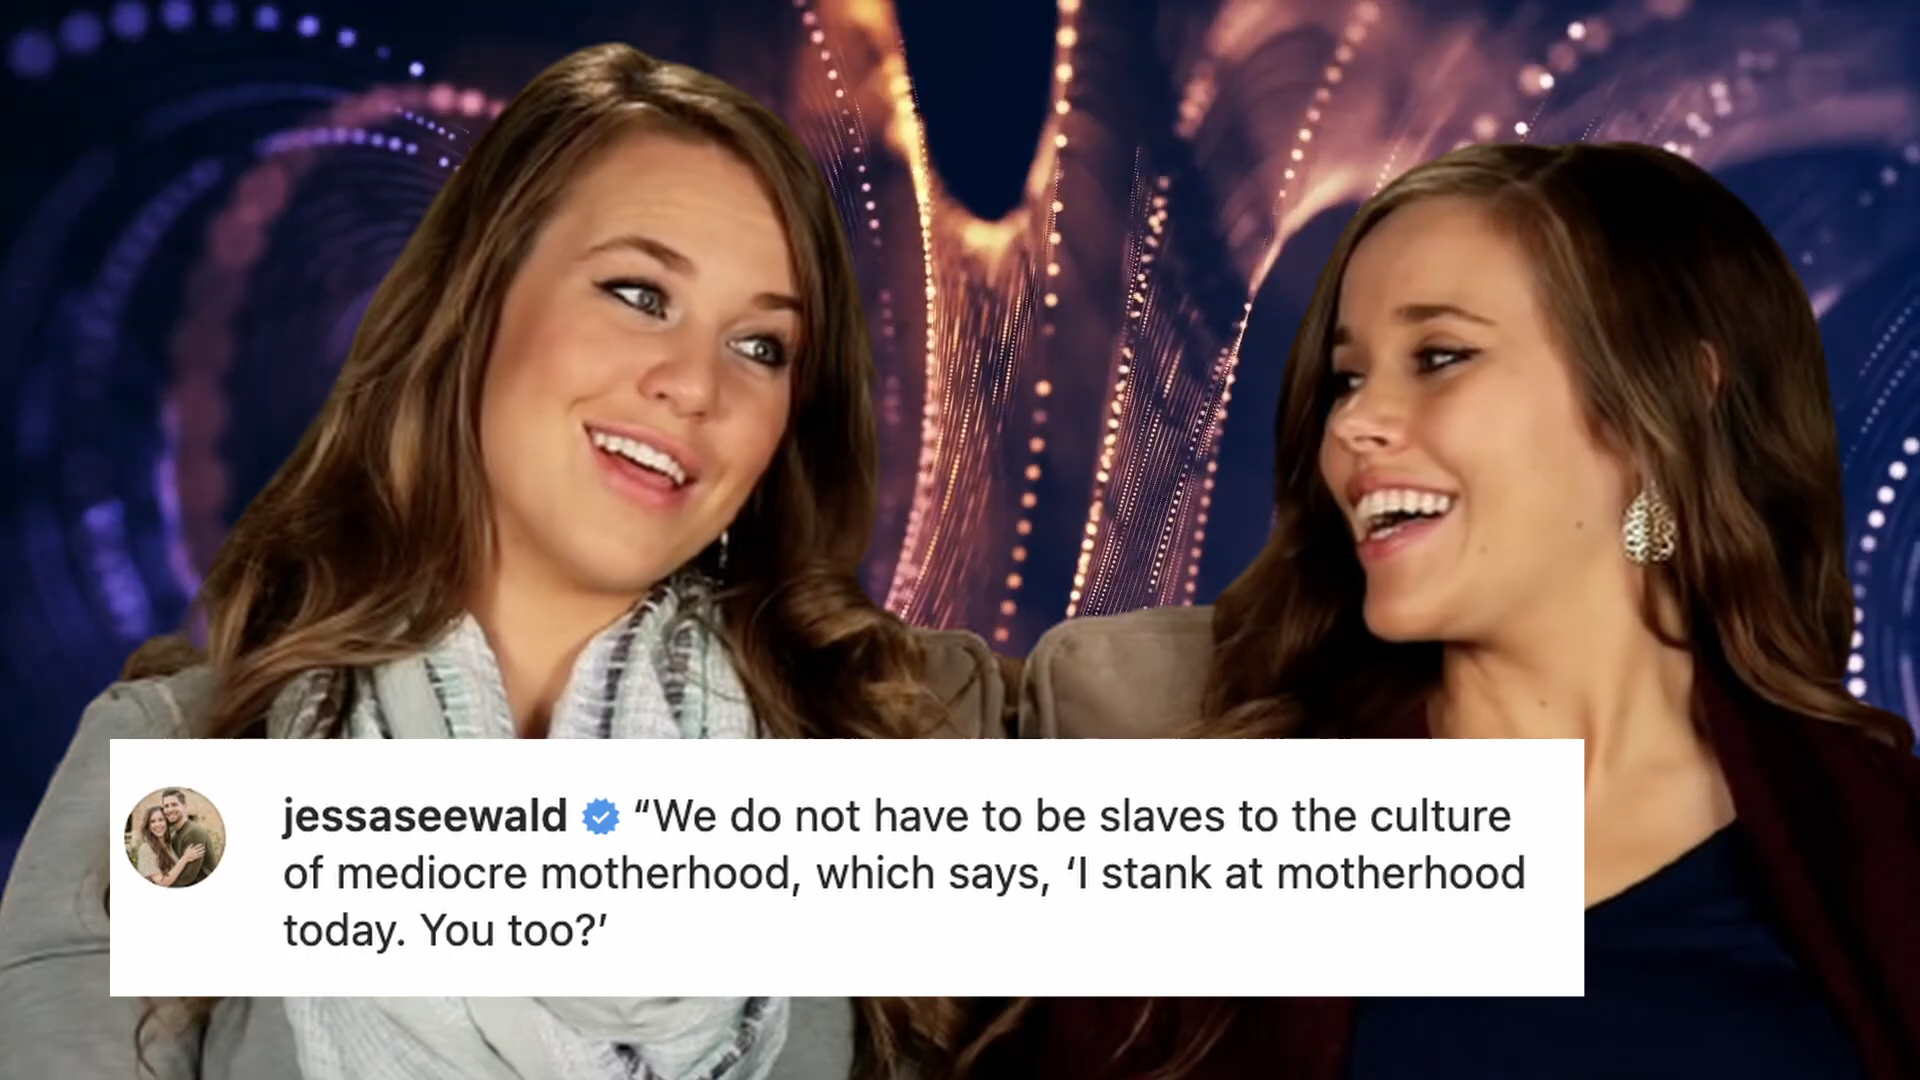 jessaseewald “We do not have to be slaves to the culture
of mediocre motherhood, which says, ‘I stank at motherhood
today. You too?’